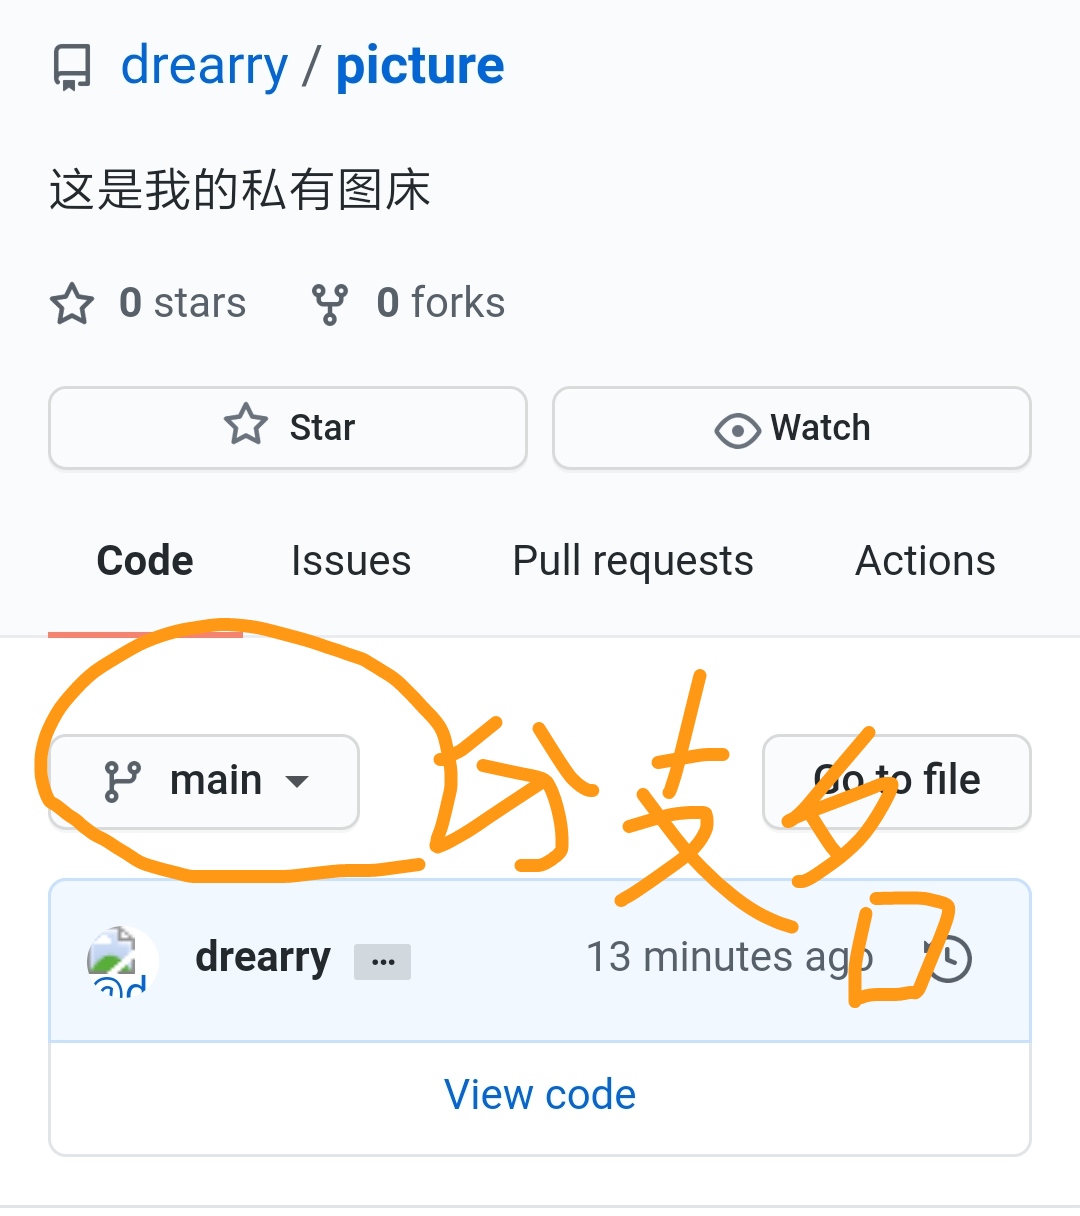 drearry / picture
这是我的私有图床
0 stars 0 forks
Star Watch
Code Issues Pull requests Actions
main Go to file
分支名
drearry ... 13 minutes ago
View code